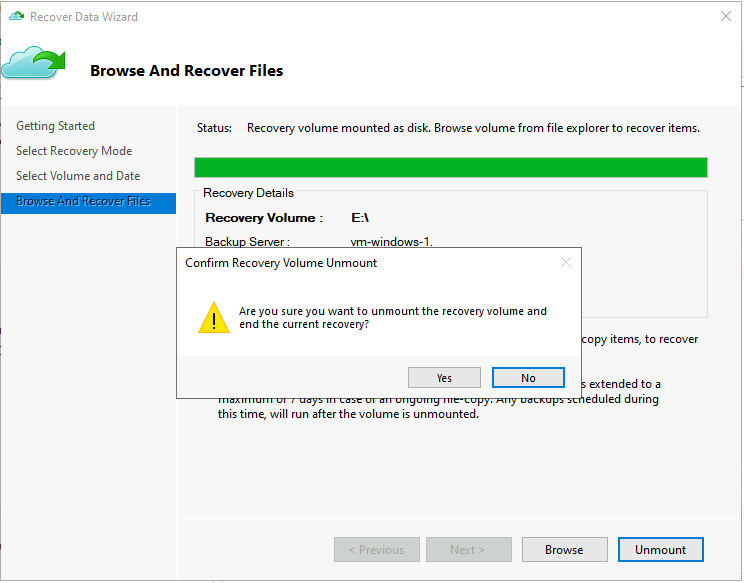 Recover Data Wizard
Browse And Recover Files
Getting Started
Select Recovery Mode
Select Volume and Date
Browse And Recover Files
Status: Recovery volume mounted as disk. Browse volume from file explorer to recover items.
Recovery Details
Recovery Volume : E:\
Backup Server : vm-windows-1.
Confirm Recovery Volume Unmount
Are you sure you want to unmount the recovery volume and
end the current recovery?
Yes No
copy items, to recover
extended to a
maximum of 7 days in case of an ongoing file-copy. Any backups scheduled during
this time, will run after the volume is unmounted.
< Previous Next > Browse Unmount